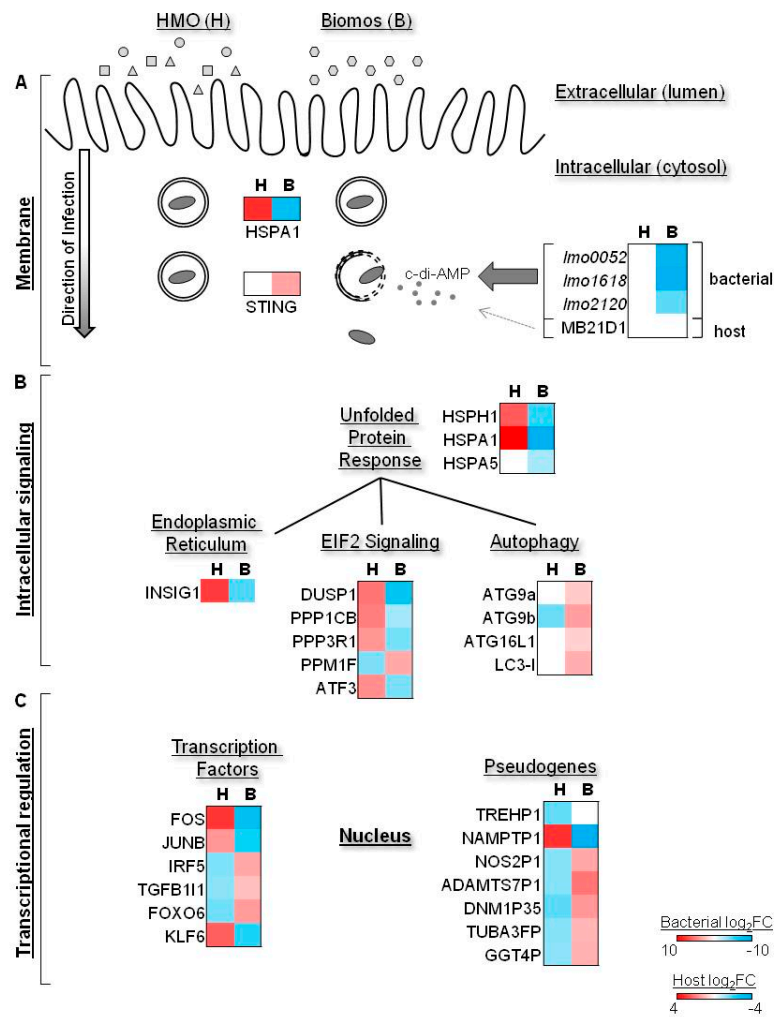 HMO (H)
Biomos (B)
A
Extracellular (lumen)
Intracellular (cytosol)
Membrane
Direction of Infection
H B
HSPA1
STING
c-di-AMP
H B
lmo0052
lmo1618
lmo2120
MB21D1
bacterial
host
B
Intracellular signaling
Unfolded
Protein
Response
H B
HSPH1
HSPA1
HSPA5
Endoplasmic
Reticulum
H B
INSIG1
EIF2 Signaling
H B
DUSP1
PPP1CB
PPP3R1
PPM1F
ATF3
Autophagy
H B
ATG9a
ATG9b
ATG16L1
LC3-I
C
Transcriptional regulation
Transcription
Factors
H B
FOS
JUNB
IRF5
TGFB1I1
FOXO6
KLF6
Nucleus
Pseudogenes
H B
TREHP1
NAMPTP1
NOS2P1
ADAMTS7P1
DNM1P35
TUBA3FP
GGT4P
Bacterial log2FC
10 -10
Host log2FC
4 -4